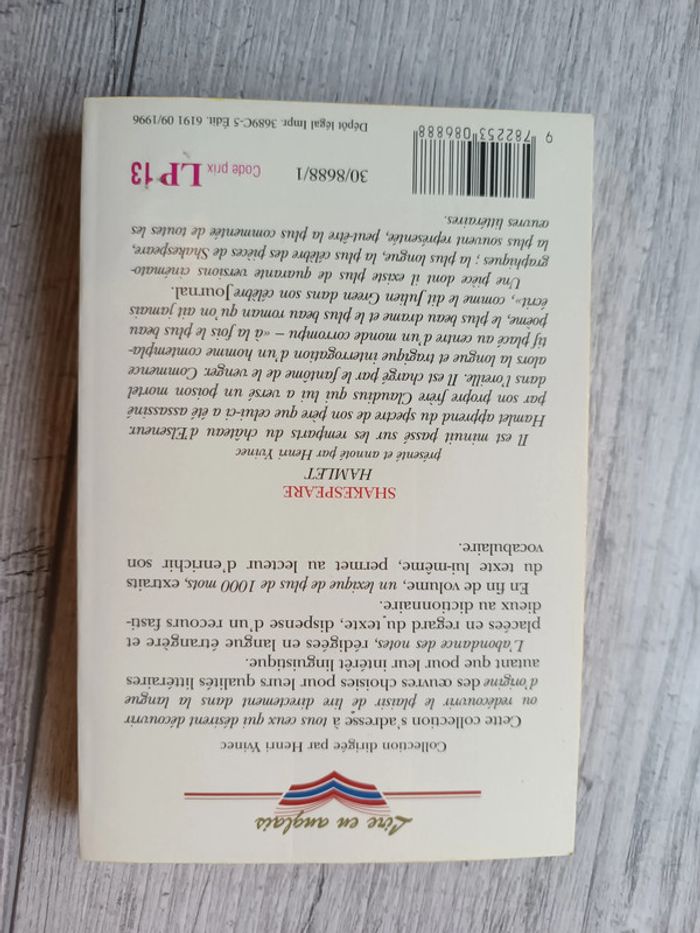 Lire en anglais
Collection dirigée par Henri Yvinec
Cette collection s'adresse à tous ceux qui désirent découvrir
ou redécouvrir le plaisir de lire directement dans la langue
d'origine des œuvres choisies pour leurs qualités littéraires
autant que pour leur intérêt linguistique.
L'abondance des notes, rédigées en langue étrangère et
placées en regard du texte, dispense d'un recours fasti-
dieux au dictionnaire.
En fin de volume, un lexique de plus de 1000 mots, extraits
du texte lui-même, permet au lecteur d'enrichir son
vocabulaire.
SHAKESPEARE
HAMLET
présenté et annoté par Henri Yvinec
Il est minuit passé sur les remparts du château d'Elseneur.
Hamlet apprend du spectre de son père que celui-ci a été assassiné
par son propre frère Claudius qui lui a versé un poison mortel
dans l'oreille. Il est chargé par le fantôme de le venger. Commence
alors la longue et tragique interrogation d'un homme comtempla-
tif placé au centre d'un monde corrompu – «à la fois le plus beau
poème, le plus beau drame et le plus beau roman qu'on ait jamais
écrit», comme le dit Julien Green dans son célèbre Journal.
Une pièce dont il existe plus de quarante versions cinémato-
graphiques ; la plus longue, la plus célèbre des pièces de Shakespeare,
la plus souvent représentée, peut-être la plus commentée de toutes les
œuvres littéraires.
30/8688/1
Code prix LP 13
9 782253 086888
Dépôt légal Impr. 3689C-5 Édit. 6191 09/1996